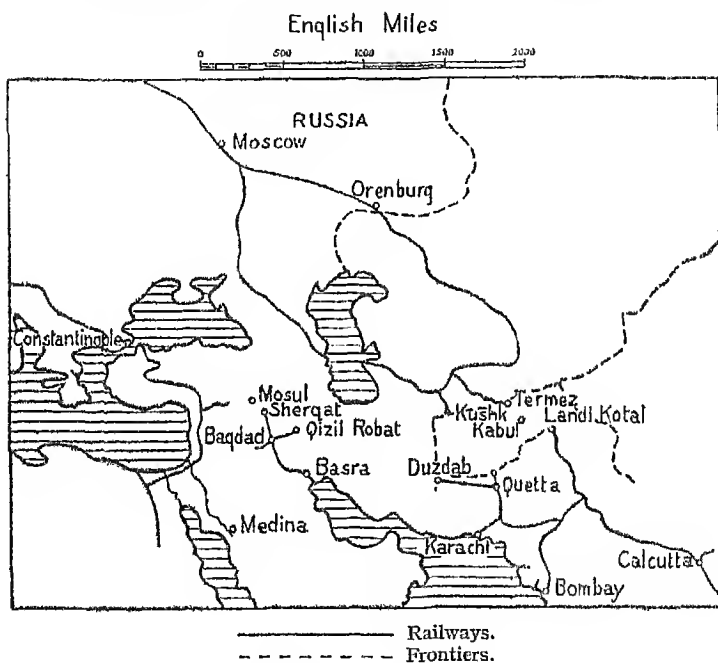 English Miles
0 500 1000 1500 2000
RUSSIA
Moscow
Orenburg
Constantinople
Mosul
Sherqat
Baqdad
Qizil Robat
Termez
Kushk
Kabul
Landi Kotal
Basra
Duzdab
Quetta
Medina
Karachi
Calcutta
Bombay
Railways.
Frontiers.